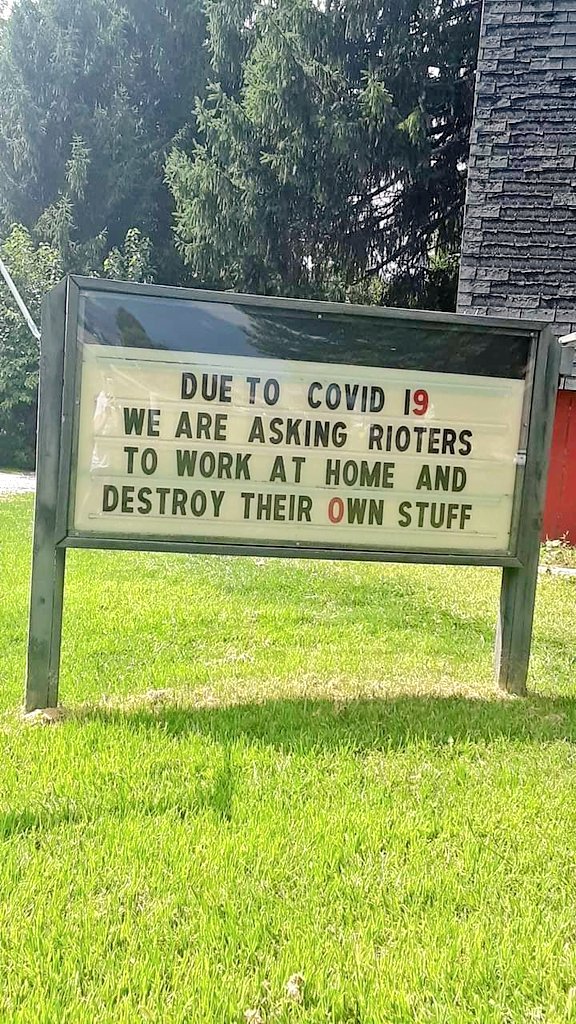 DUE TO COVID 19
WE ARE ASKING RIOTERS
TO WORK AT HOME AND
DESTROY THEIR OWN STUFF